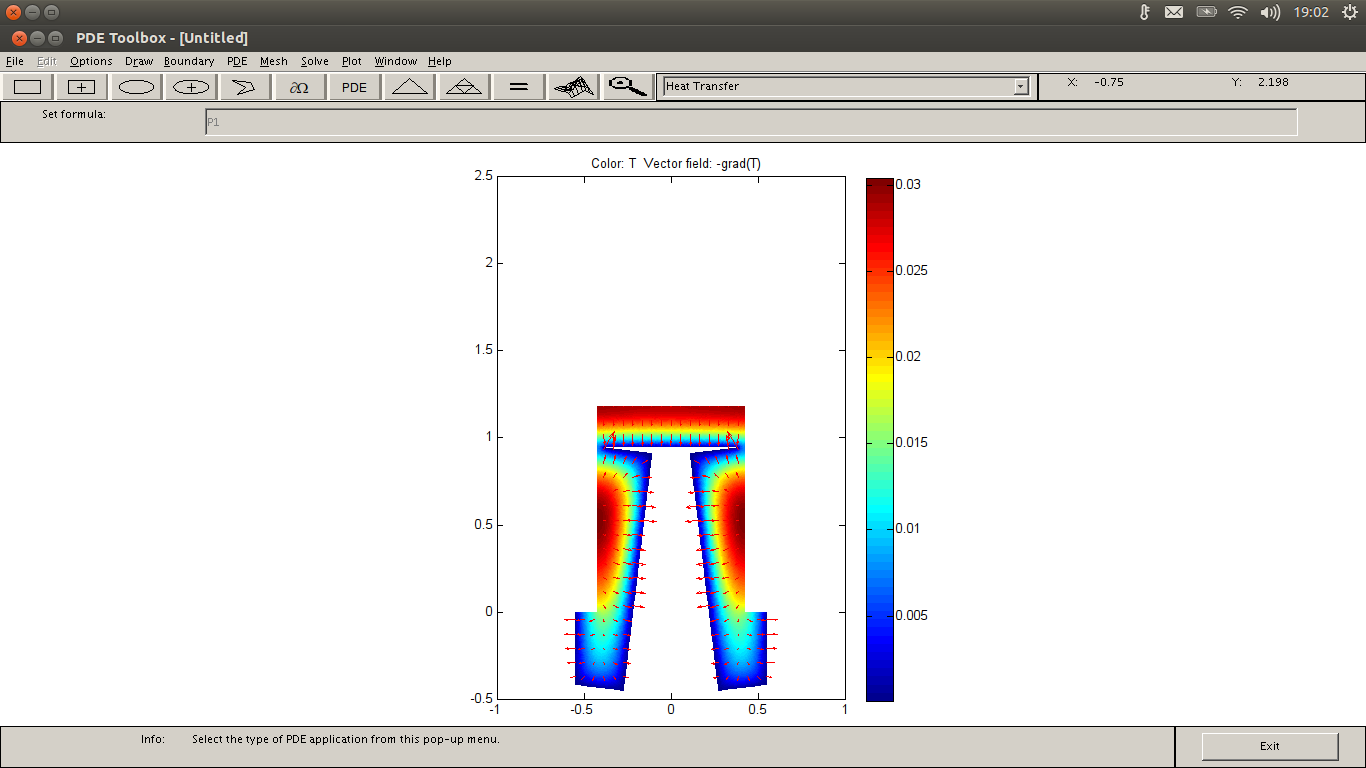 19:02
PDE Toolbox - [Untitled]
File Edit Options Draw Boundary PDE Mesh Solve Plot Window Help
∂Ω PDE = Heat Transfer X: -0.75 Y: 2.198
Set formula: P1
Color: T Vector field: -grad(T)
2.5
2
1.5
1
0.5
0
-0.5
-1 -0.5 0 0.5 1
0.03
0.025
0.02
0.015
0.01
0.005
Info: Select the type of PDE application from this pop-up menu.
Exit